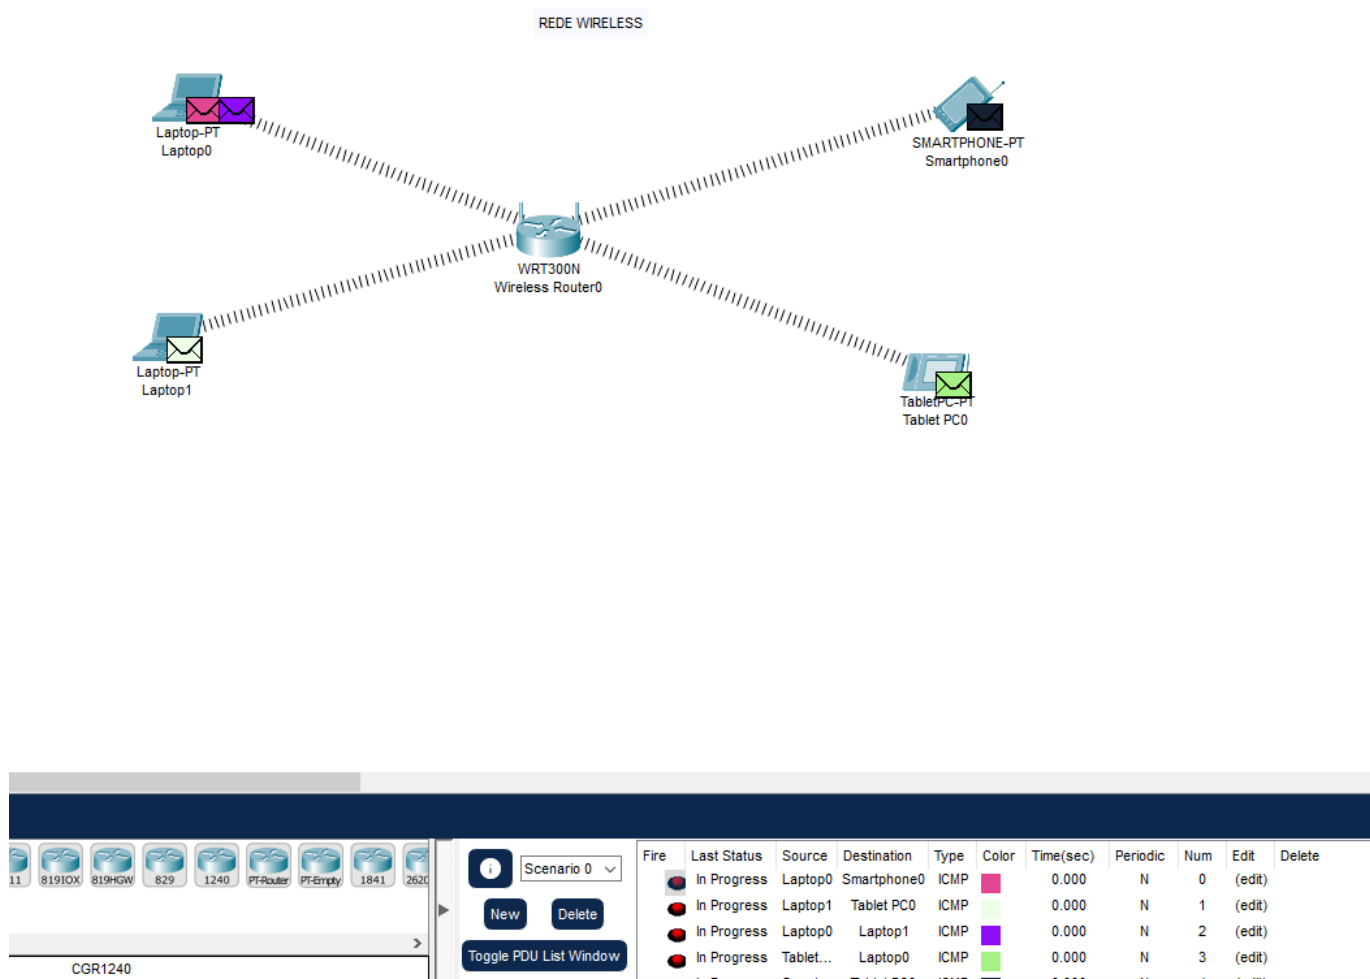 REDE WIRELESS
Laptop-PT
Laptop0
SMARTPHONE-PT
Smartphone0
WRT300N
Wireless Router0
Laptop-PT
Laptop1
TabletPC-PT
Tablet PC0
11 819IOX 819HGW 829 1240 PT-Router PT-Empty 1841 2620
CGR1240
Scenario 0
New Delete
Toggle PDU List Window
Fire Last Status Source Destination Type Color Time(sec) Periodic Num Edit Delete
In Progress Laptop0 Smartphone0 ICMP 0.000 N 0 (edit)
In Progress Laptop1 Tablet PC0 ICMP 0.000 N 1 (edit)
In Progress Laptop0 Laptop1 ICMP 0.000 N 2 (edit)
In Progress Tablet... Laptop0 ICMP 0.000 N 3 (edit)